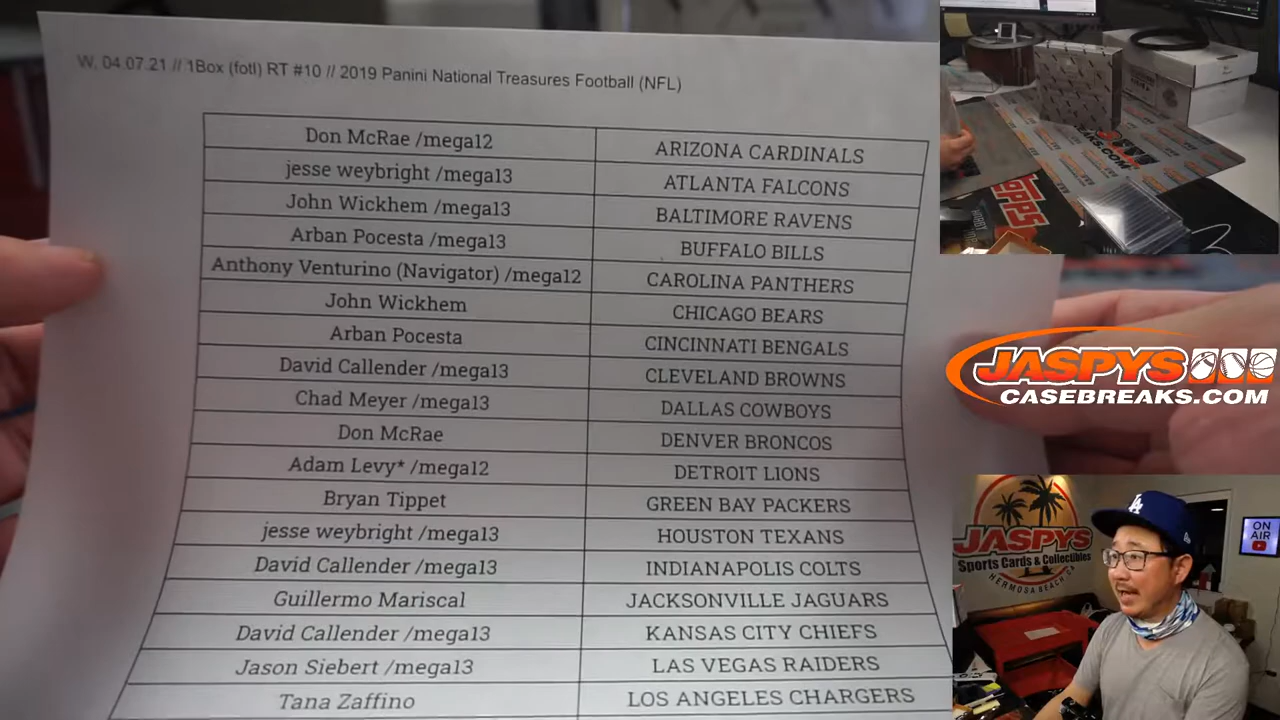 W, 04.07.21 // 1Box (fotl) RT #10 // 2019 Panini National Treasures Football (NFL)
Don McRae /mega12 ARIZONA CARDINALS
jesse weybright /mega13 ATLANTA FALCONS
John Wickhem /mega13 BALTIMORE RAVENS
Arban Pocesta /mega13 BUFFALO BILLS
Anthony Venturino (Navigator) /mega12 CAROLINA PANTHERS
John Wickhem CHICAGO BEARS
Arban Pocesta CINCINNATI BENGALS
David Callender /mega13 CLEVELAND BROWNS
Chad Meyer /mega13 DALLAS COWBOYS
Don McRae DENVER BRONCOS
Adam Levy* /mega12 DETROIT LIONS
Bryan Tippet GREEN BAY PACKERS
jesse weybright /mega13 HOUSTON TEXANS
David Callender /mega13 INDIANAPOLIS COLTS
Guillermo Mariscal JACKSONVILLE JAGUARS
David Callender /mega13 KANSAS CITY CHIEFS
Jason Siebert /mega13 LAS VEGAS RAIDERS
Tana Zaffino LOS ANGELES CHARGERS
TOPPS
JASPYS
CASEBREAKS.COM
JASPYS
Sports Cards & Collectibles
HERMOSA BEACH, CA
LA
ON
AIR